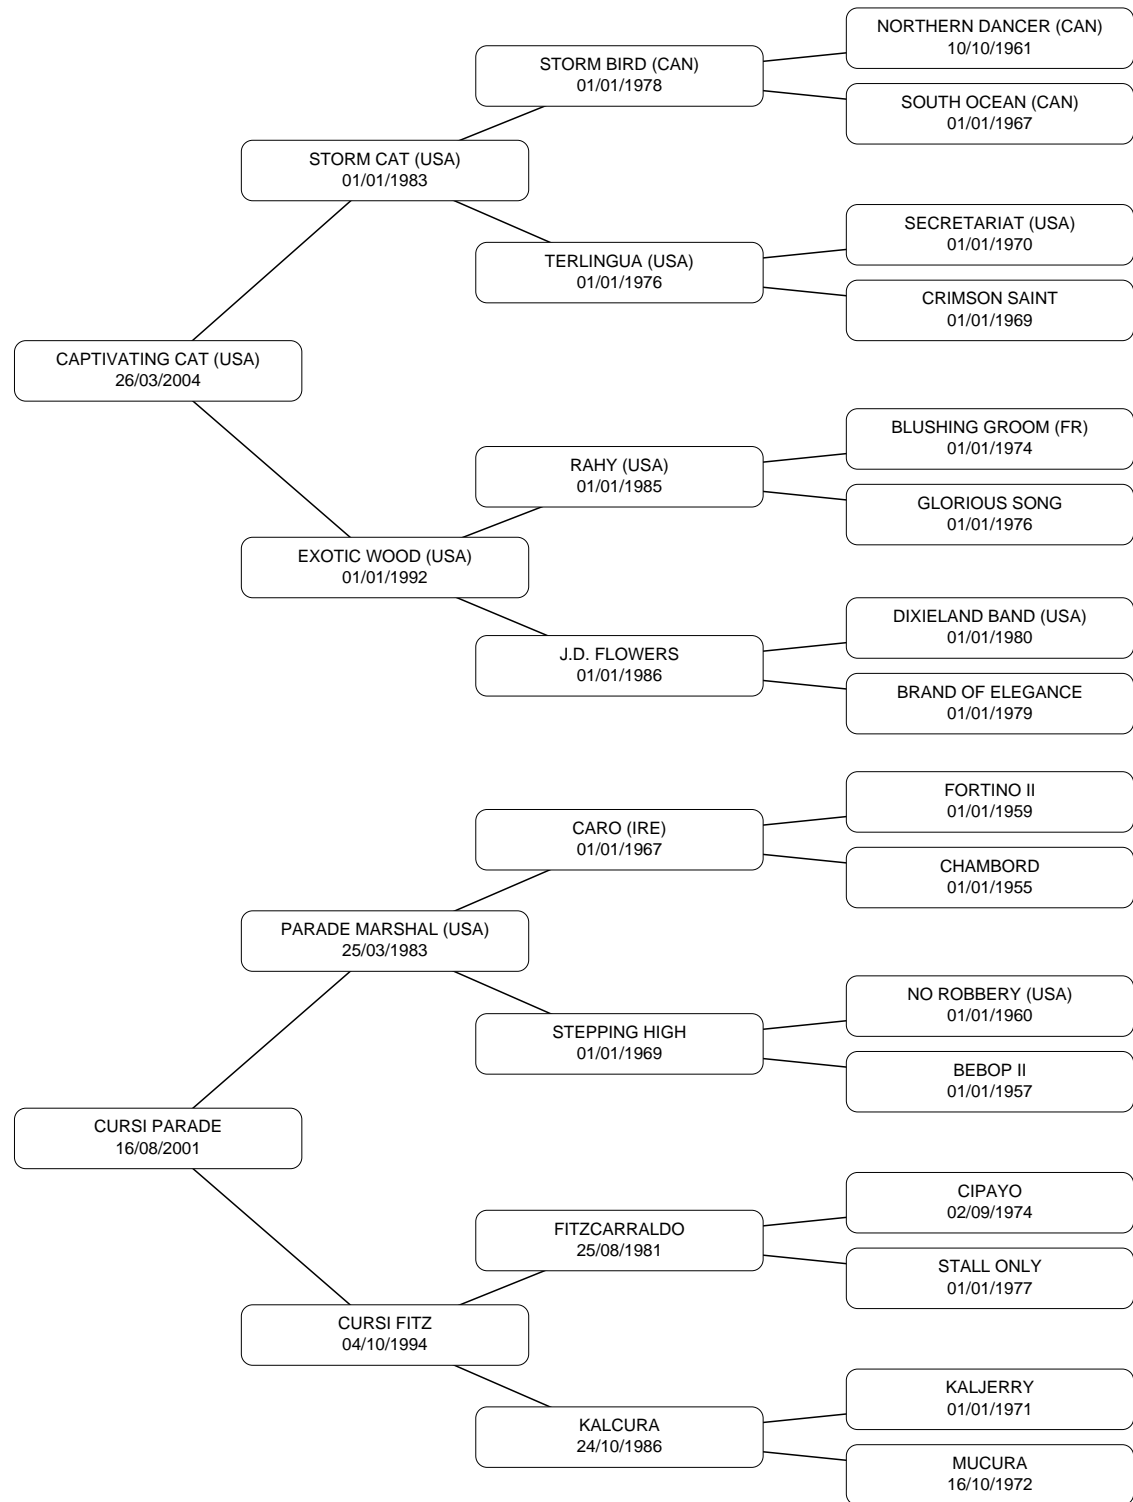 NORTHERN DANCER (CAN)
10/10/1961
STORM BIRD (CAN)
01/01/1978
SOUTH OCEAN (CAN)
01/01/1967
STORM CAT (USA)
01/01/1983
SECRETARIAT (USA)
01/01/1970
TERLINGUA (USA)
01/01/1976
CRIMSON SAINT
01/01/1969
CAPTIVATING CAT (USA)
26/03/2004
BLUSHING GROOM (FR)
01/01/1974
RAHY (USA)
01/01/1985
GLORIOUS SONG
01/01/1976
EXOTIC WOOD (USA)
01/01/1992
DIXIELAND BAND (USA)
01/01/1980
J.D. FLOWERS
01/01/1986
BRAND OF ELEGANCE
01/01/1979
FORTINO II
01/01/1959
CARO (IRE)
01/01/1967
CHAMBORD
01/01/1955
PARADE MARSHAL (USA)
25/03/1983
NO ROBBERY (USA)
01/01/1960
STEPPING HIGH
01/01/1969
BEBOP II
01/01/1957
CURSI PARADE
16/08/2001
CIPAYO
02/09/1974
FITZCARRALDO
25/08/1981
STALL ONLY
01/01/1977
CURSI FITZ
04/10/1994
KALJERRY
01/01/1971
KALCURA
24/10/1986
MUCURA
16/10/1972